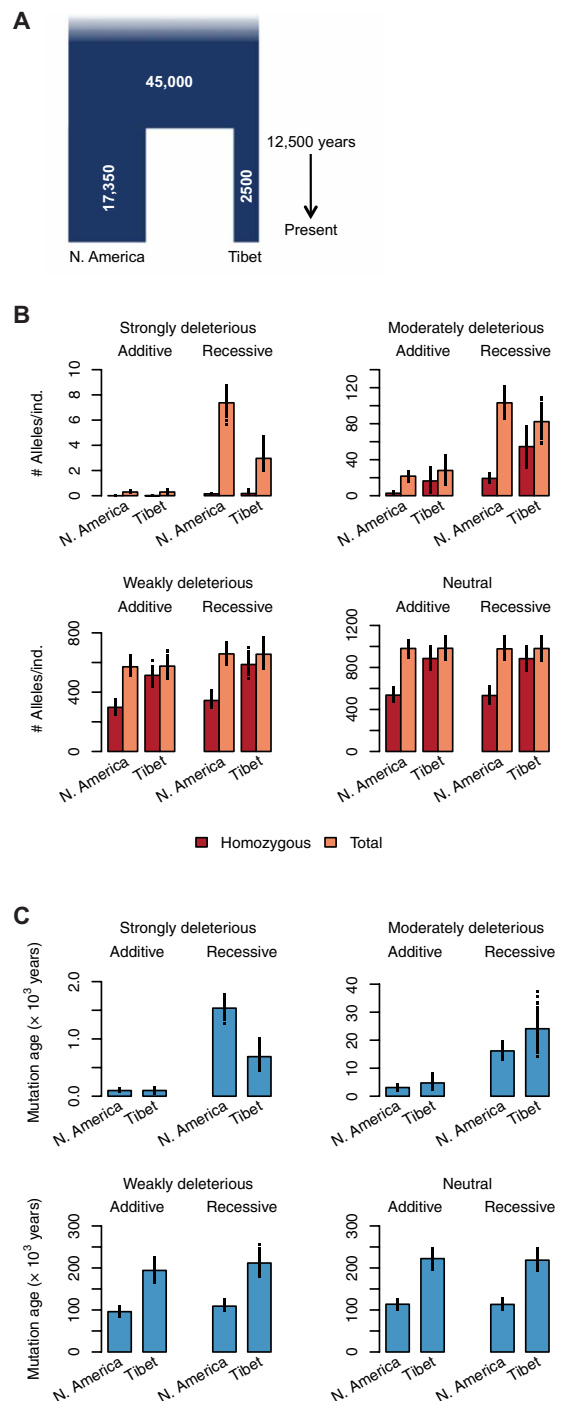 A
45,000
17,350
2500
12,500 years
Present
N. America
Tibet
B
Strongly deleterious
Additive
Recessive
# Alleles/ind.
10
8
6
4
2
0
N. America
Tibet
N. America
Tibet
Moderately deleterious
Additive
Recessive
120
80
40
0
N. America
Tibet
N. America
Tibet
Weakly deleterious
Additive
Recessive
# Alleles/ind.
800
400
0
N. America
Tibet
N. America
Tibet
Neutral
Additive
Recessive
1200
800
400
0
N. America
Tibet
N. America
Tibet
Homozygous
Total
C
Strongly deleterious
Additive
Recessive
Mutation age (× 10³ years)
2.0
1.0
0.0
N. America
Tibet
N. America
Tibet
Moderately deleterious
Additive
Recessive
40
30
20
10
0
N. America
Tibet
N. America
Tibet
Weakly deleterious
Additive
Recessive
Mutation age (× 10³ years)
300
200
100
0
N. America
Tibet
N. America
Tibet
Neutral
Additive
Recessive
300
200
100
0
N. America
Tibet
N. America
Tibet